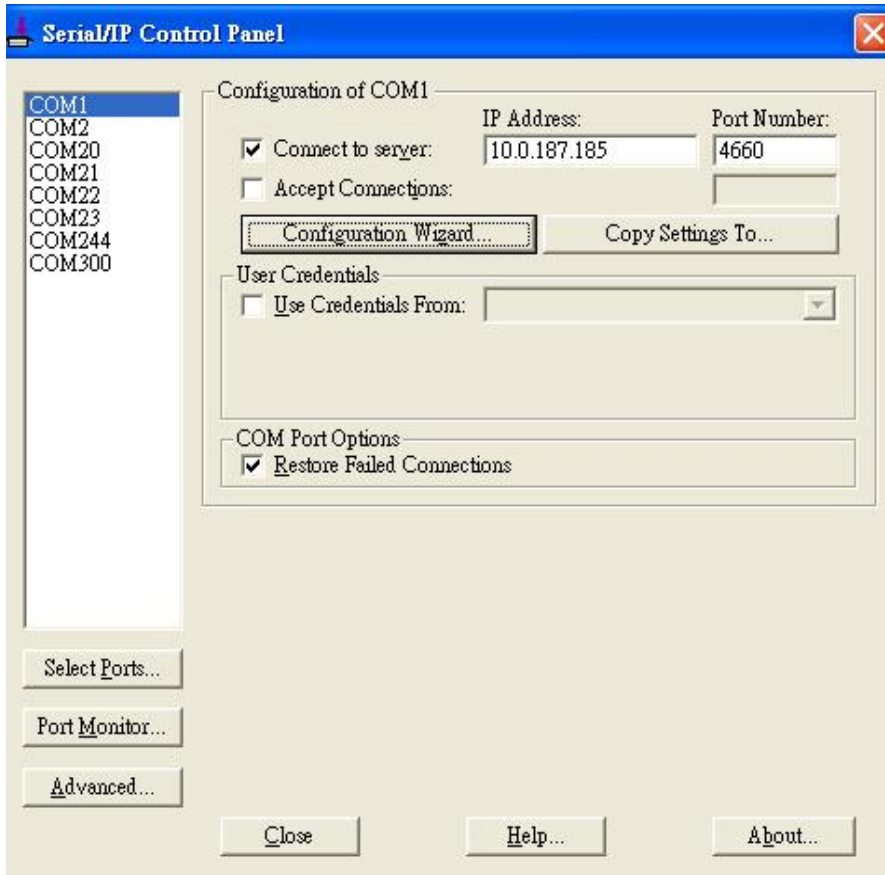 Serial/IP Control Panel
COM1
COM2
COM20
COM21
COM22
COM23
COM244
COM300
Configuration of COM1
IP Address: Port Number:
Connect to server: 10.0.187.185 4660
Accept Connections:
Configuration Wizard... Copy Settings To...
User Credentials
Use Credentials From:
COM Port Options
Restore Failed Connections
Select Ports...
Port Monitor...
Advanced...
Close Help... About...